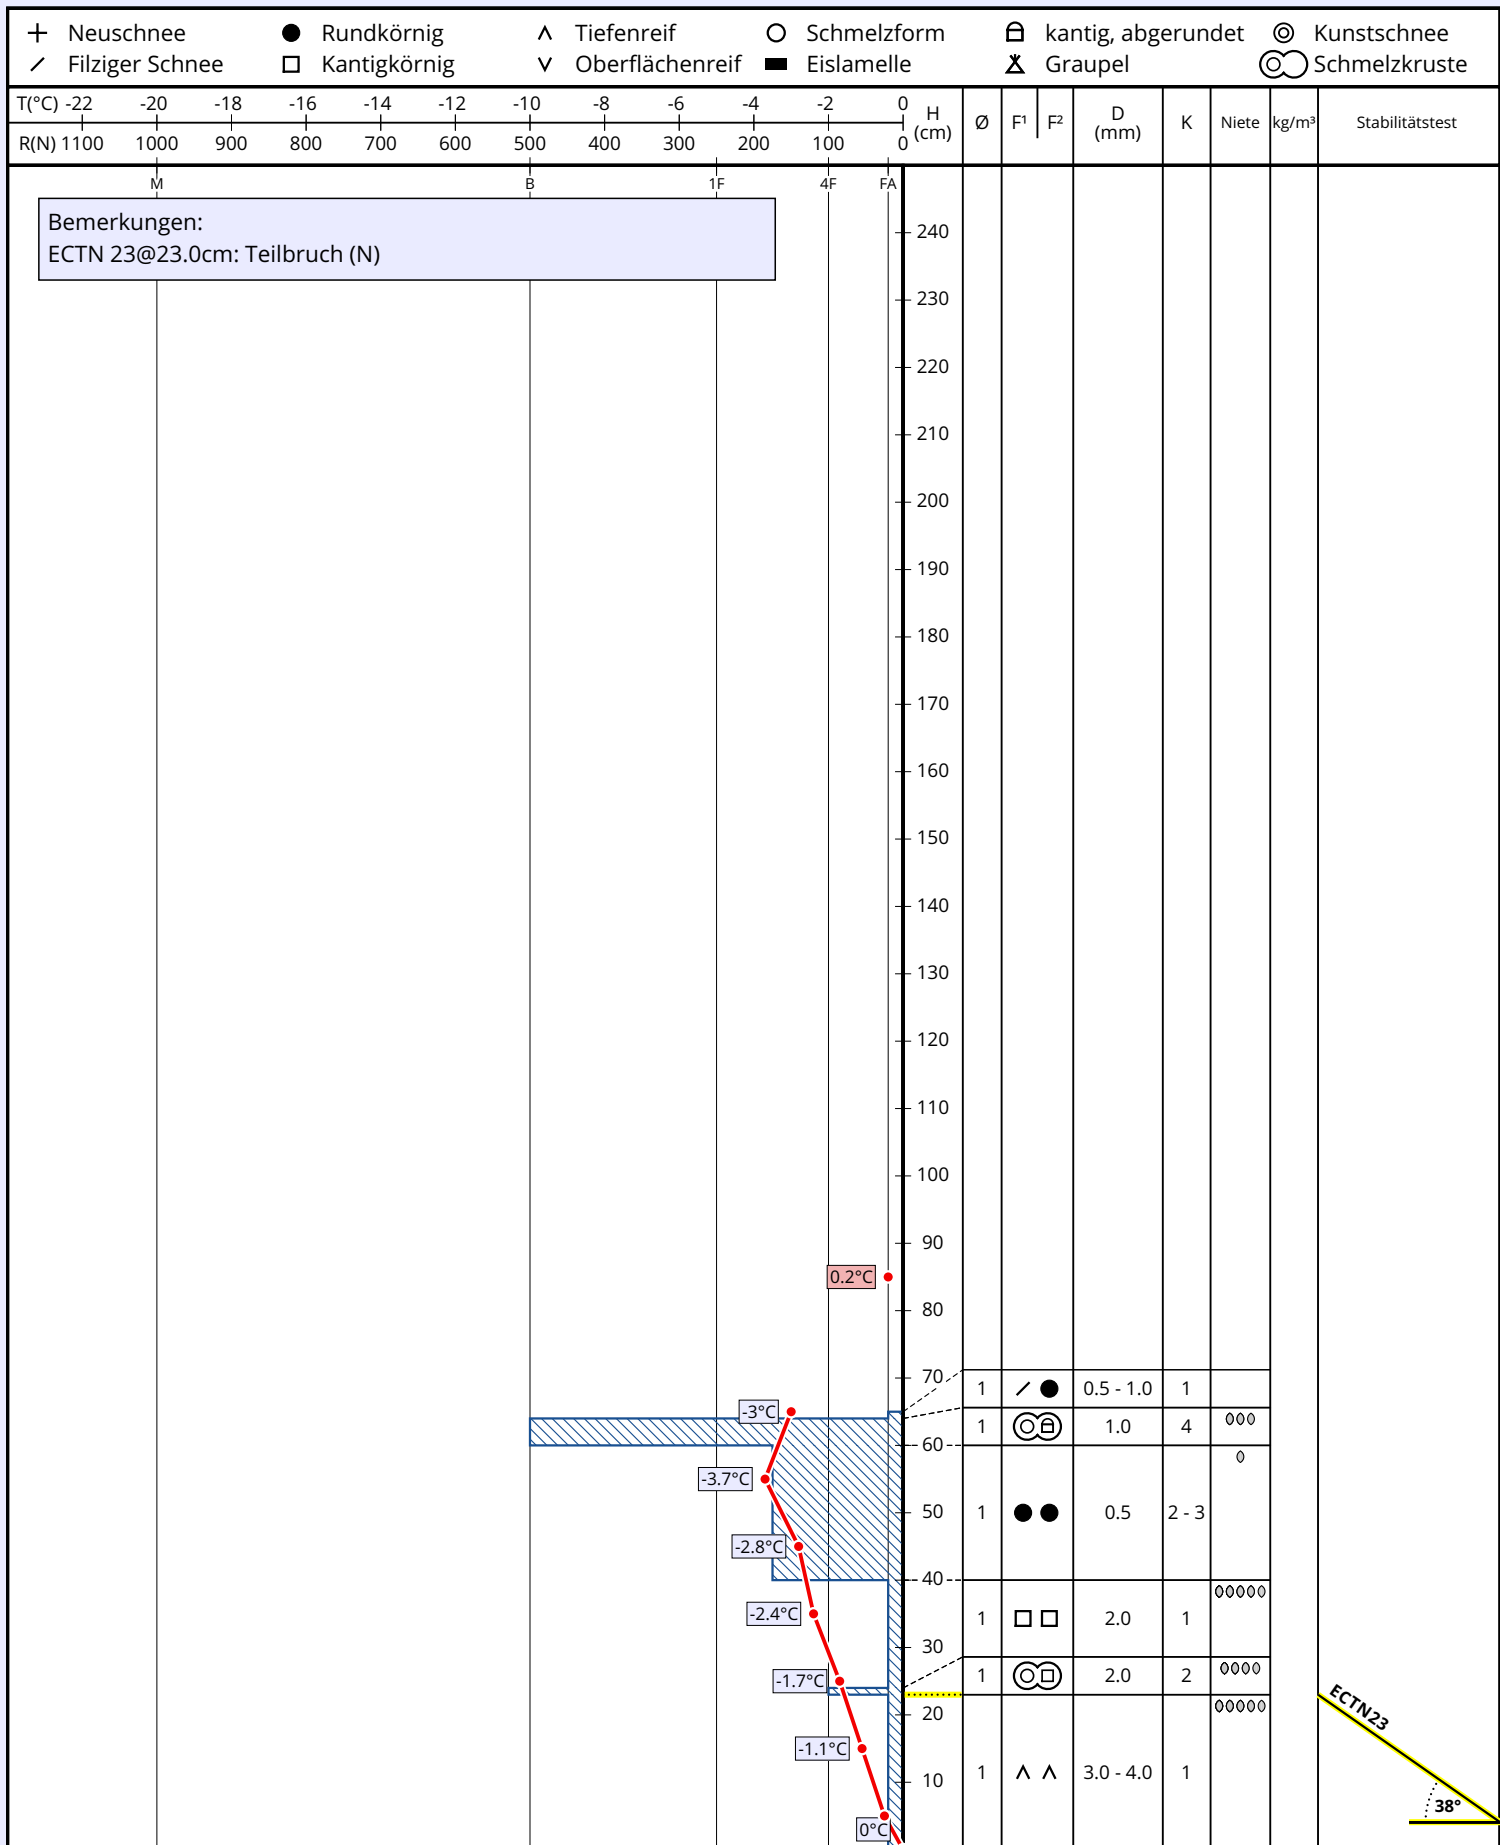 Neuschnee Rundkörnig Tiefenreif Schmelzform kantig, abgerundet Kunstschnee
Filziger Schnee Kantigkörnig Oberflächenreif Eislamelle Graupel Schmelzkruste
T(°C) -22 -20 -18 -16 -14 -12 -10 -8 -6 -4 -2 0
R(N) 1100 1000 900 800 700 600 500 400 300 200 100 0
H (cm) Ø F¹ F² D (mm) K Niete kg/m³ Stabilitätstest
M B 1F 4F FA
Bemerkungen:
ECTN 23@23.0cm: Teilbruch (N)
240
230
220
210
200
190
180
170
160
150
140
130
120
110
100
90
0.2°C
80
70
1 0.5 - 1.0 1
-3°C
1 1.0 4
60
-3.7°C
50 1 0.5 2 - 3
-2.8°C
40
-2.4°C 1 2.0 1
30
-1.7°C 1 2.0 2
20
ECTN23
-1.1°C
10 1 3.0 - 4.0 1
38°
0°C